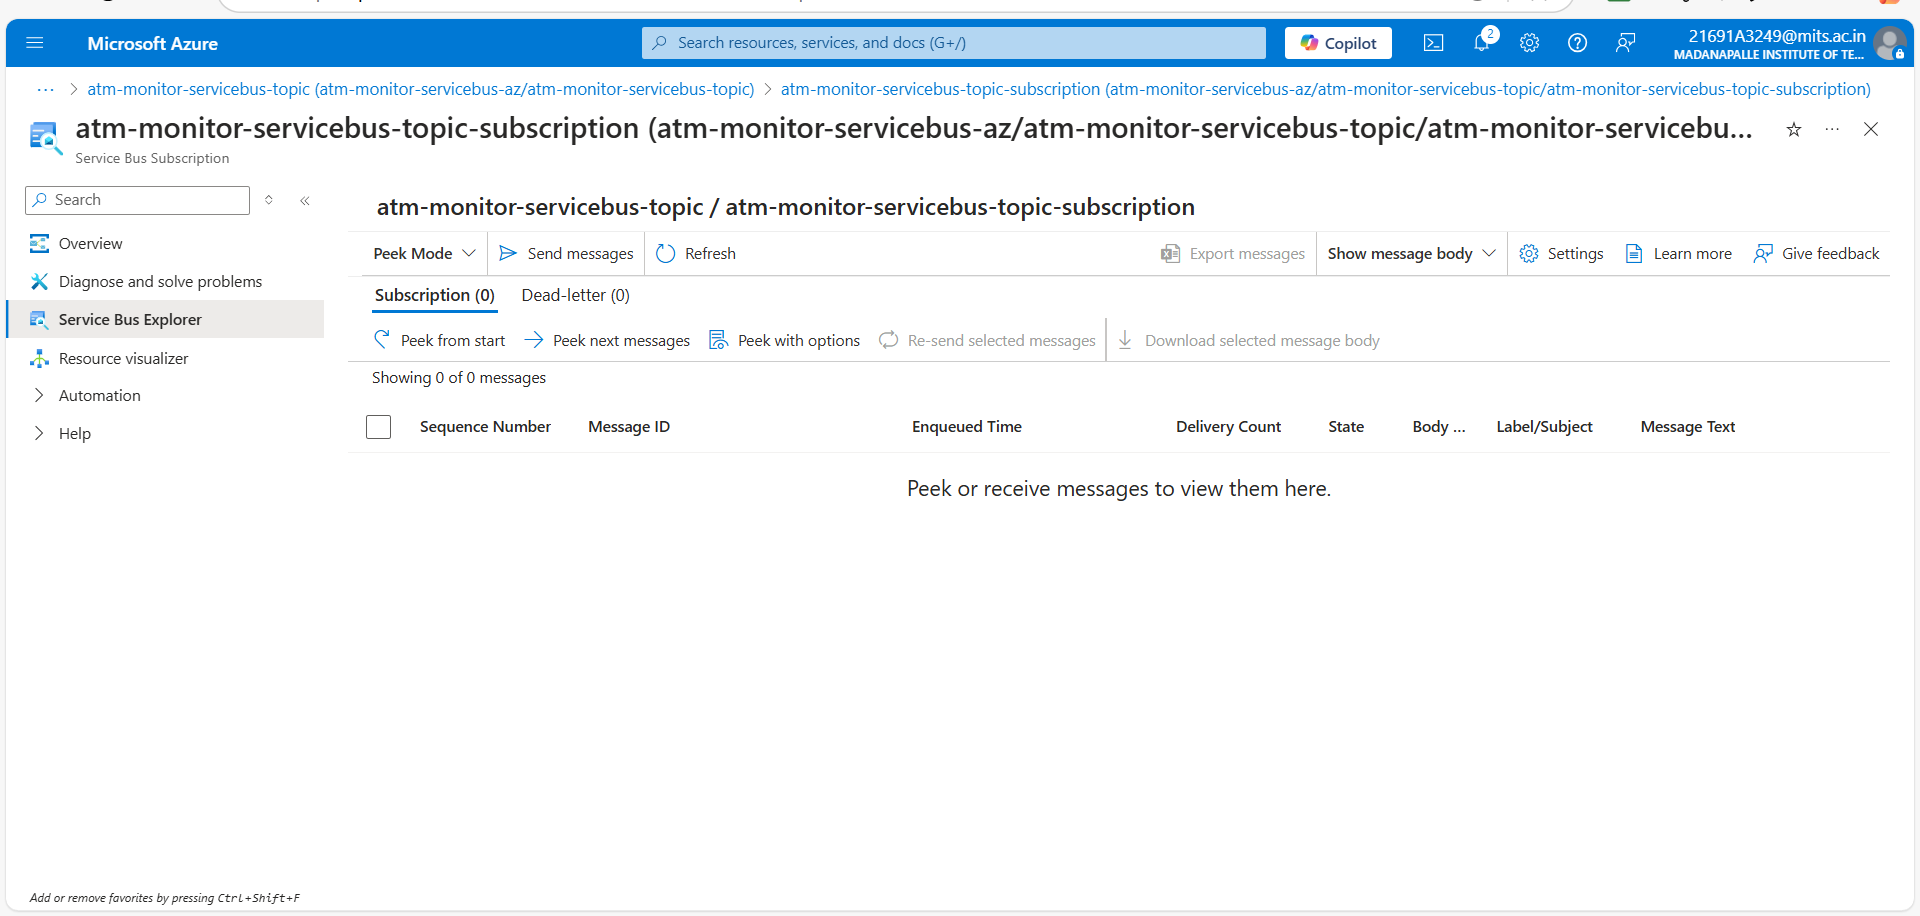 Microsoft Azure
Search resources, services, and docs (G+/)
Copilot
2
21691A3249@mits.ac.in
MADANAPALLE INSTITUTE OF TE...
... > atm-monitor-servicebus-topic (atm-monitor-servicebus-az/atm-monitor-servicebus-topic) > atm-monitor-servicebus-topic-subscription (atm-monitor-servicebus-az/atm-monitor-servicebus-topic/atm-monitor-servicebus-topic-subscription)
atm-monitor-servicebus-topic-subscription (atm-monitor-servicebus-az/atm-monitor-servicebus-topic/atm-monitor-servicebu...
Service Bus Subscription
Search
Overview
Diagnose and solve problems
Service Bus Explorer
Resource visualizer
Automation
Help
atm-monitor-servicebus-topic / atm-monitor-servicebus-topic-subscription
Peek Mode Send messages Refresh Export messages Show message body Settings Learn more Give feedback
Subscription (0) Dead-letter (0)
Peek from start Peek next messages Peek with options Re-send selected messages Download selected message body
Showing 0 of 0 messages
Sequence Number Message ID Enqueued Time Delivery Count State Body ... Label/Subject Message Text
Peek or receive messages to view them here.
Add or remove favorites by pressing Ctrl+Shift+F